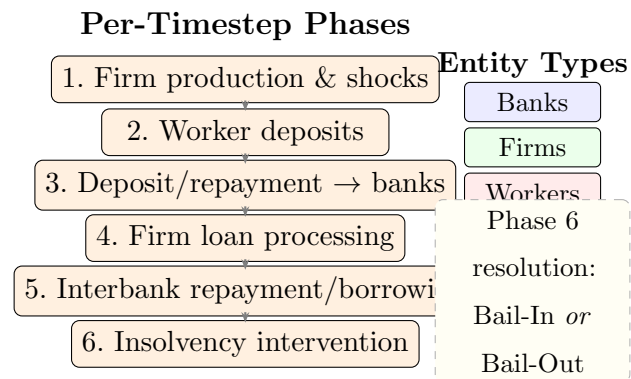 Per-Timestep Phases
1. Firm production & shocks
2. Worker deposits
3. Deposit/repayment → banks
4. Firm loan processing
5. Interbank repayment/borrowi
6. Insolvency intervention
Entity Types
Banks
Firms
Workers
Phase 6
resolution:
Bail-In or
Bail-Out